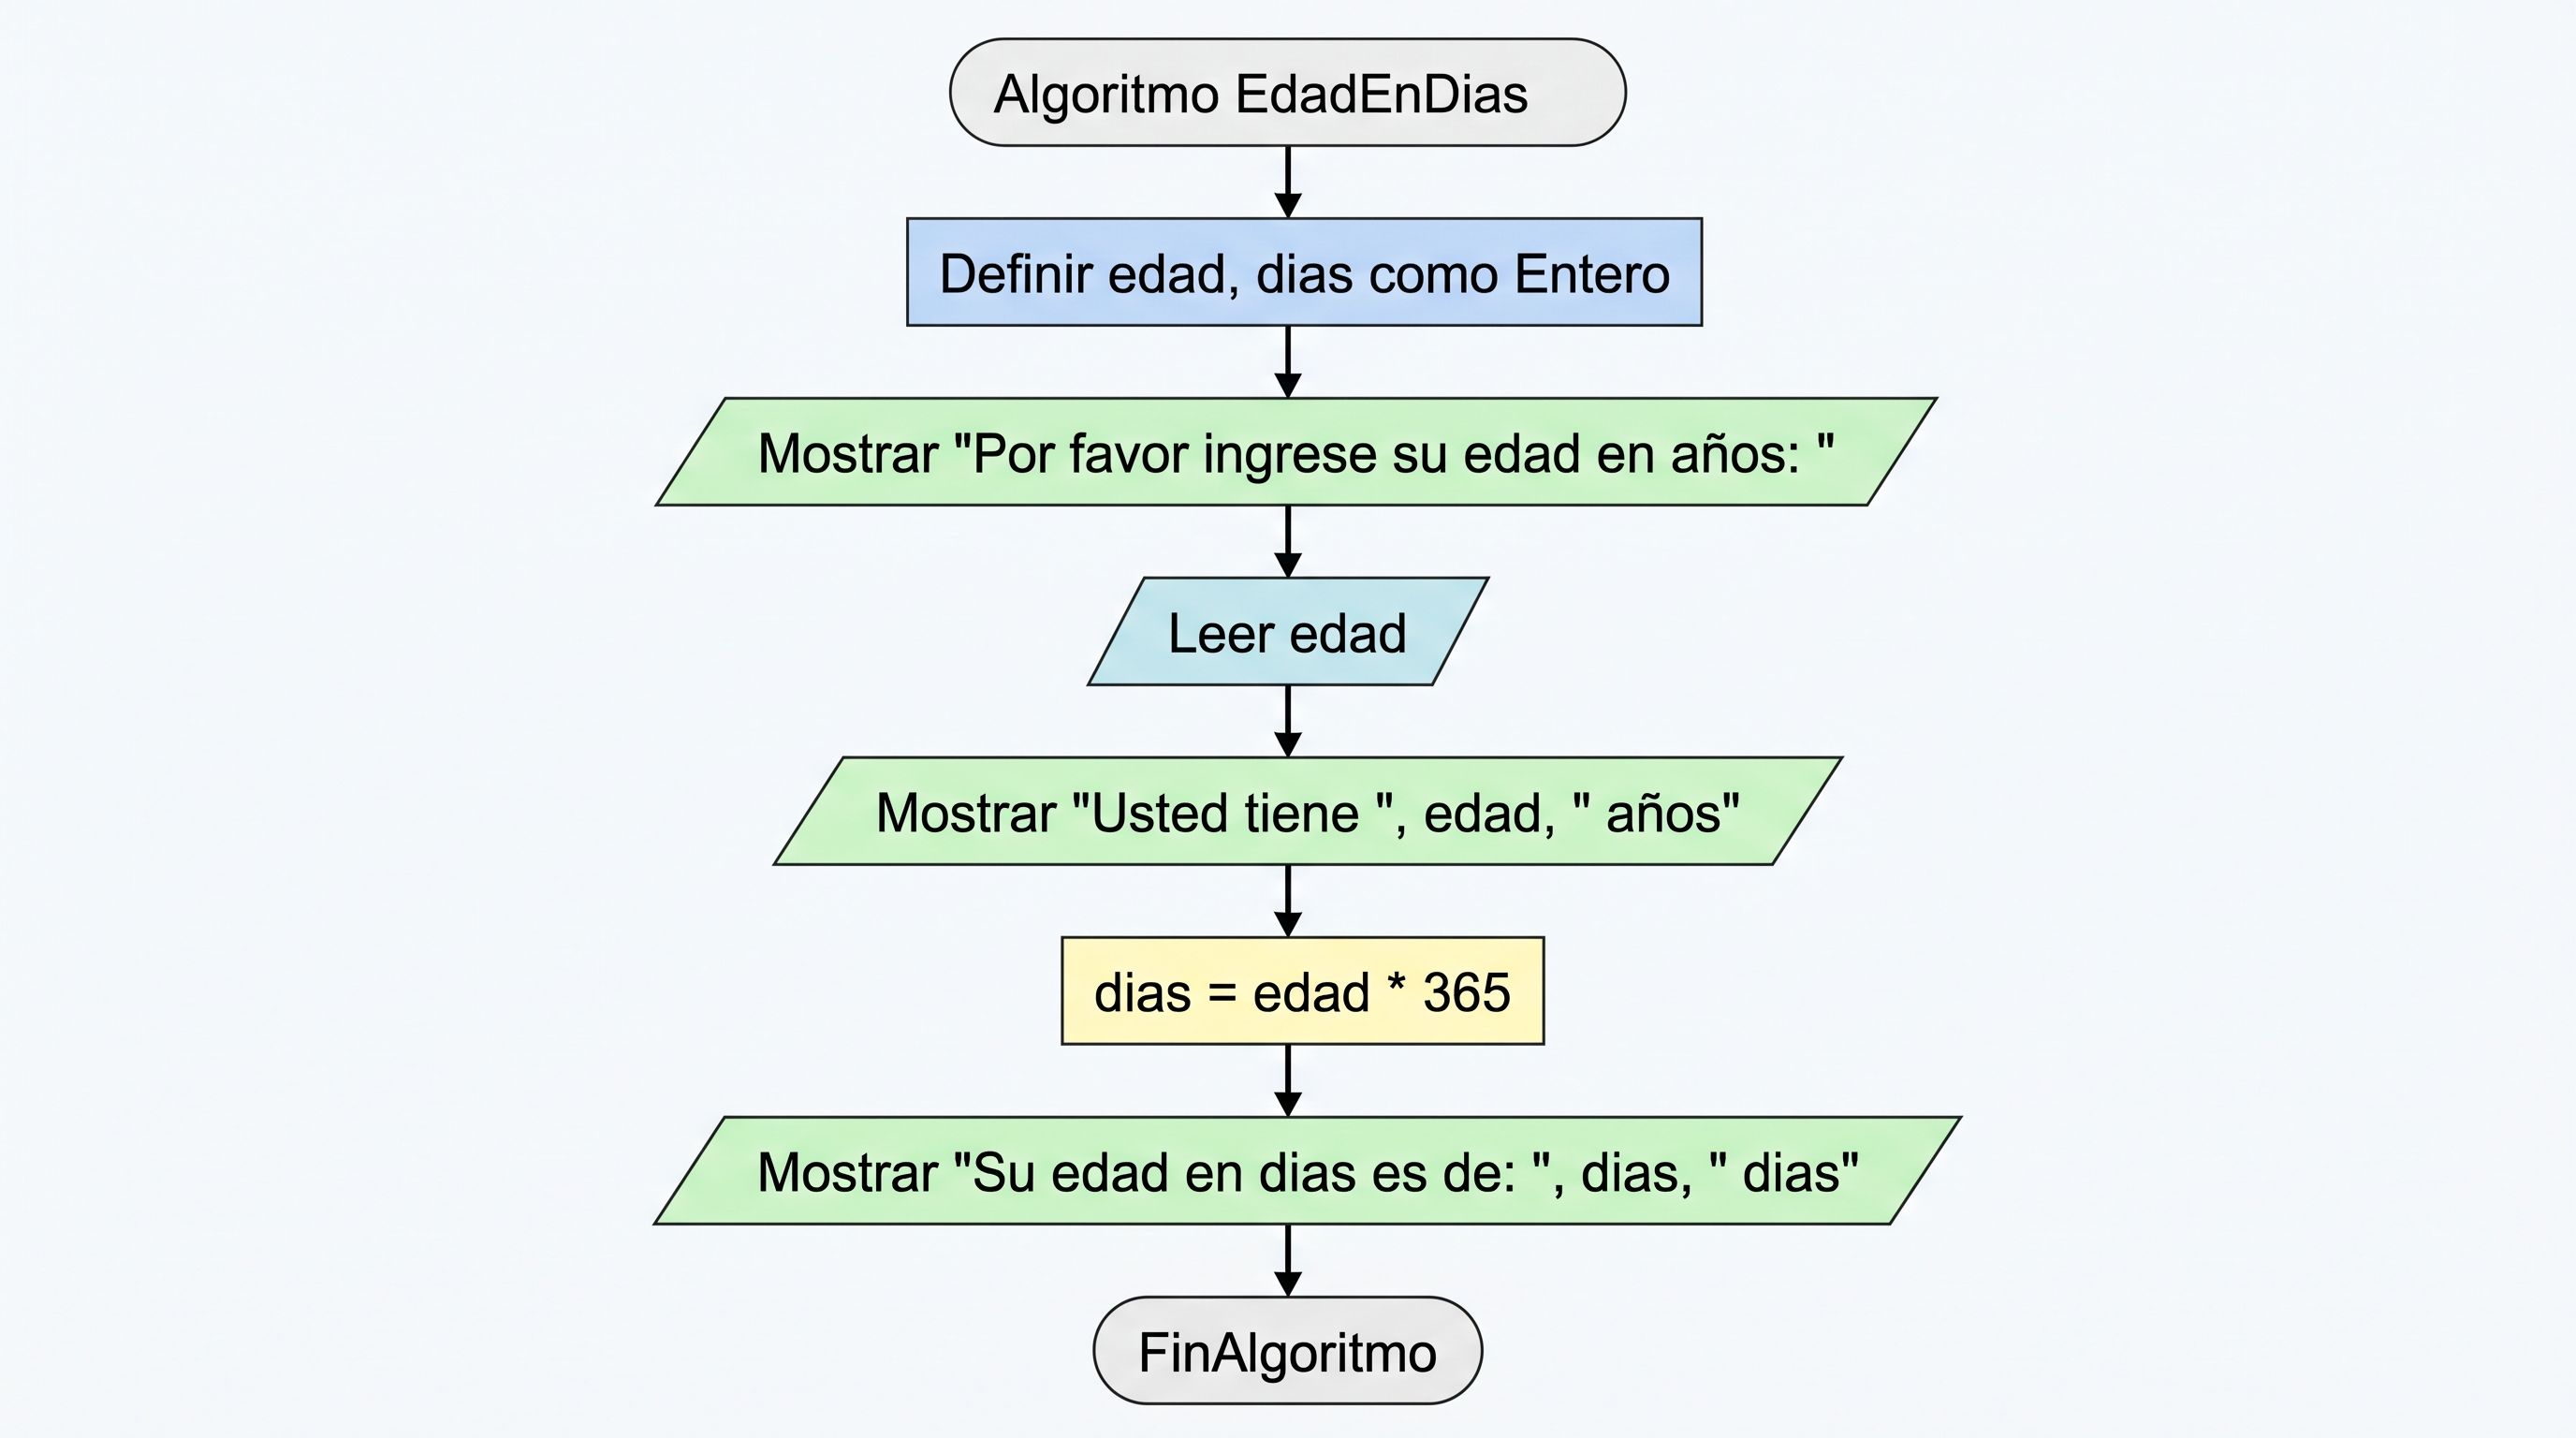 Algoritmo EdadEnDias
Definir edad, dias como Entero
Mostrar "Por favor ingrese su edad en años: "
Leer edad
Mostrar "Usted tiene ", edad, " años"
dias = edad * 365
Mostrar "Su edad en dias es de: ", dias, " dias"
FinAlgoritmo